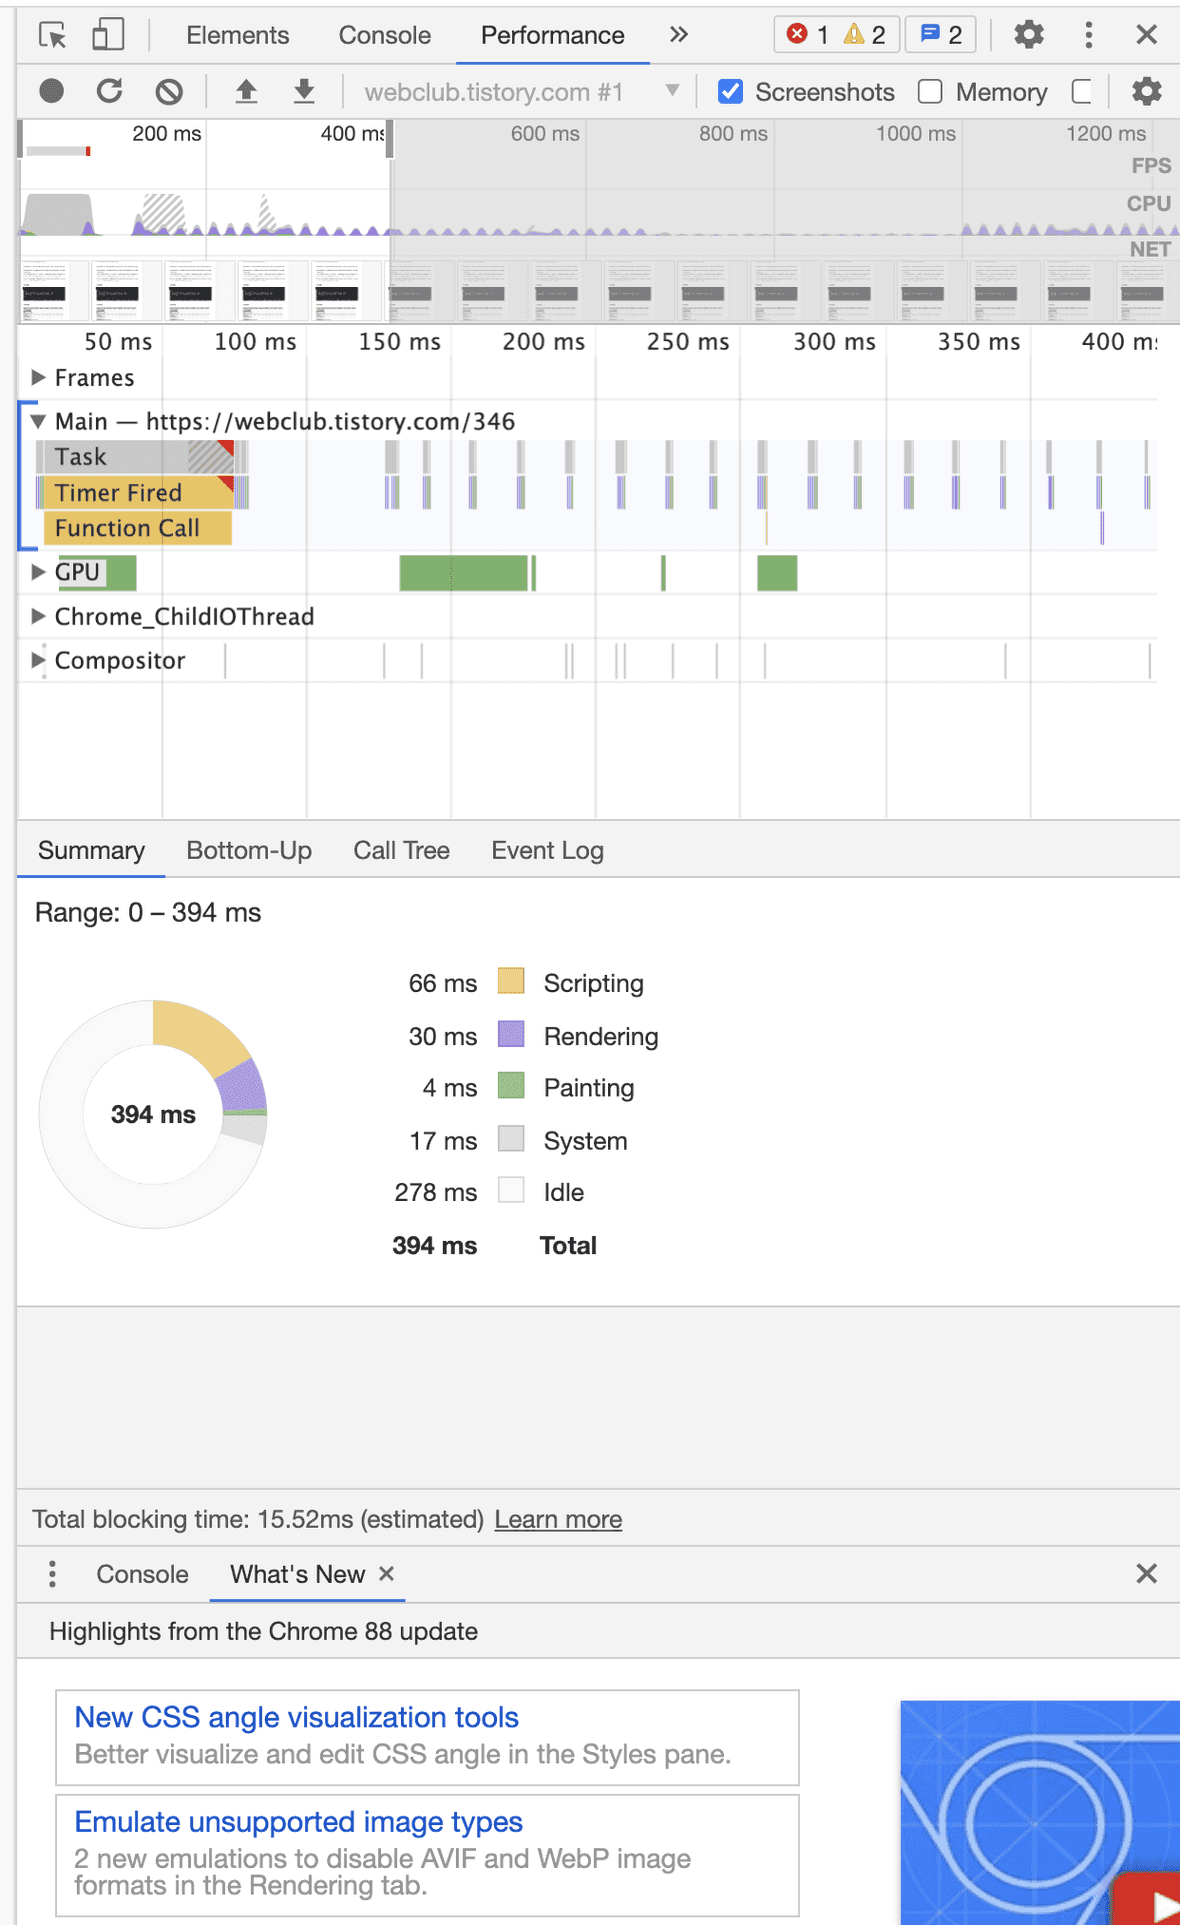 Elements Console Performance 1 2 2
webclub.tistory.com #1 Screenshots Memory
200 ms 400 ms 600 ms 800 ms 1000 ms 1200 ms
FPS
CPU
NET
50 ms 100 ms 150 ms 200 ms 250 ms 300 ms 350 ms 400 ms
Frames
Main — https://webclub.tistory.com/346
Task
Timer Fired
Function Call
GPU
Chrome_ChildIOThread
Compositor
Summary Bottom-Up Call Tree Event Log
Range: 0 – 394 ms
66 ms Scripting
30 ms Rendering
4 ms Painting
17 ms System
278 ms Idle
394 ms Total
394 ms
Total blocking time: 15.52ms (estimated) Learn more
Console What's New
Highlights from the Chrome 88 update
New CSS angle visualization tools
Better visualize and edit CSS angle in the Styles pane.
Emulate unsupported image types
2 new emulations to disable AVIF and WebP image
formats in the Rendering tab.